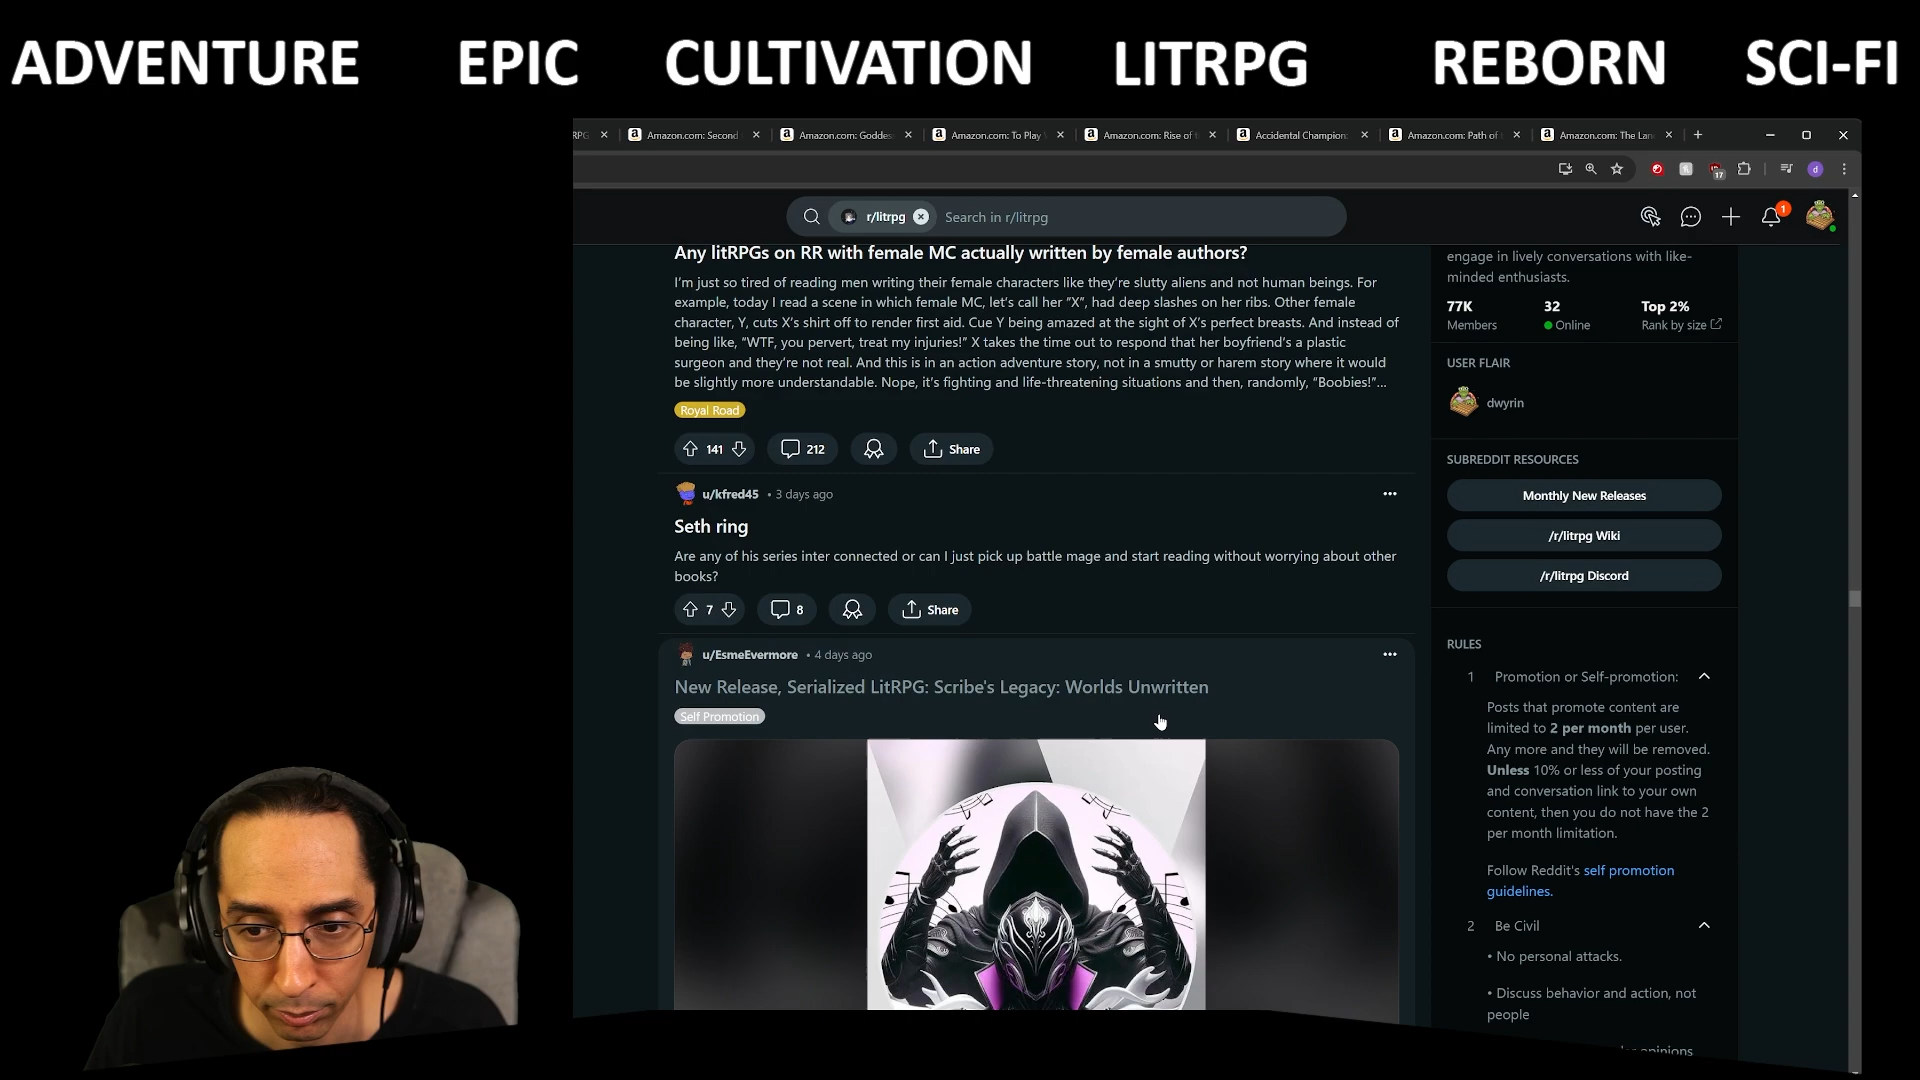 ADVENTURE EPIC CULTIVATION LITRPG REBORN SCI-FI
RPG Amazon.com: Second Amazon.com: Goddes Amazon.com: To Play Amazon.com: Rise of Accidental Champion: Amazon.com: Path of Amazon.com: The Lan
17 d
r/litrpg Search in r/litrpg 1
Any litRPGs on RR with female MC actually written by female authors?
I'm just so tired of reading men writing their female characters like they're slutty aliens and not human beings. For
example, today I read a scene in which female MC, let's call her "X", had deep slashes on her ribs. Other female
character, Y, cuts X's shirt off to render first aid. Cue Y being amazed at the sight of X's perfect breasts. And instead of
being like, "WTF, you pervert, treat my injuries!" X takes the time out to respond that her boyfriend's a plastic
surgeon and they're not real. And this is in an action adventure story, not in a smutty or harem story where it would
be slightly more understandable. Nope, it's fighting and life-threatening situations and then, randomly, "Boobies!"...
Royal Road
141 212 Share
u/kfred45 • 3 days ago
Seth ring
Are any of his series inter connected or can I just pick up battle mage and start reading without worrying about other
books?
7 8 Share
u/EsmeEvermore • 4 days ago
New Release, Serialized LitRPG: Scribe's Legacy: Worlds Unwritten
Self Promotion
engage in lively conversations with like-
minded enthusiasts.
77K 32 Top 2%
Members Online Rank by size
USER FLAIR
dwyrin
SUBREDDIT RESOURCES
Monthly New Releases
/r/litrpg Wiki
/r/litrpg Discord
RULES
1 Promotion or Self-promotion:
Posts that promote content are
limited to 2 per month per user.
Any more and they will be removed.
Unless 10% or less of your posting
and conversation link to your own
content, then you do not have the 2
per month limitation.
Follow Reddit's self promotion
guidelines.
2 Be Civil
• No personal attacks.
• Discuss behavior and action, not
people
opinions